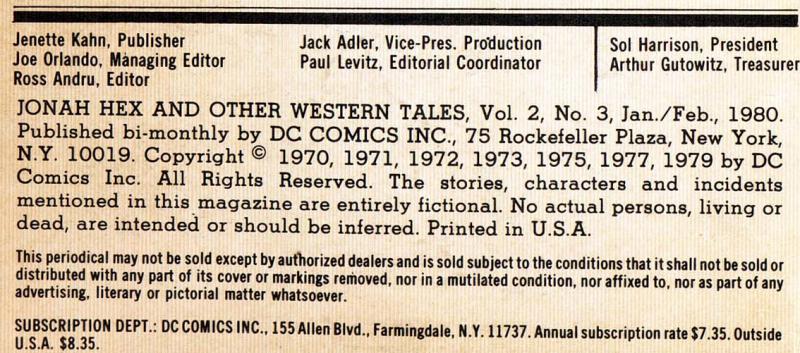 Jenette Kahn, Publisher
Joe Orlando, Managing Editor
Ross Andru, Editor
Jack Adler, Vice-Pres. Production
Paul Levitz, Editorial Coordinator
Sol Harrison, President
Arthur Gutowitz, Treasurer
JONAH HEX AND OTHER WESTERN TALES, Vol. 2, No. 3, Jan./Feb., 1980.
Published bi-monthly by DC COMICS INC., 75 Rockefeller Plaza, New York,
N.Y. 10019. Copyright © 1970, 1971, 1972, 1973, 1975, 1977, 1979 by DC
Comics Inc. All Rights Reserved. The stories, characters and incidents
mentioned in this magazine are entirely fictional. No actual persons, living or
dead, are intended or should be inferred. Printed in U.S.A.
This periodical may not be sold except by authorized dealers and is sold subject to the conditions that it shall not be sold or
distributed with any part of its cover or markings removed, nor in a mutilated condition, nor affixed to, nor as part of any
advertising, literary or pictorial matter whatsoever.
SUBSCRIPTION DEPT.: DC COMICS INC., 155 Allen Blvd., Farmingdale, N.Y. 11737. Annual subscription rate $7.35. Outside
U.S.A. $8.35.